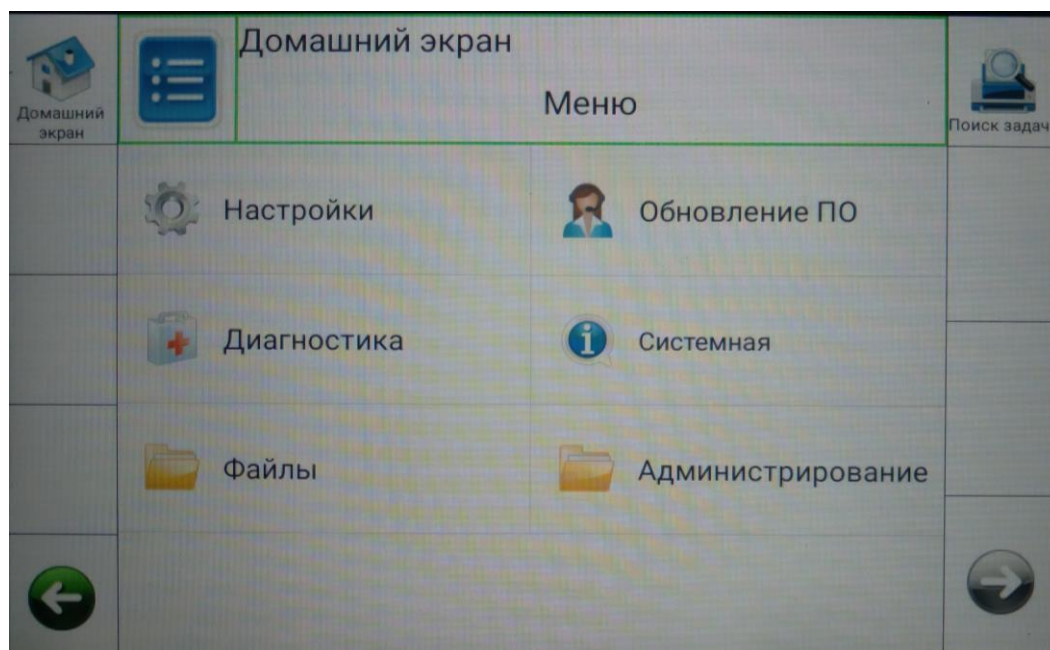 Домашний экран
Меню
Домашний
экран
Поиск задач
Настройки
Обновление ПО
Диагностика
Системная
Файлы
Администрирование